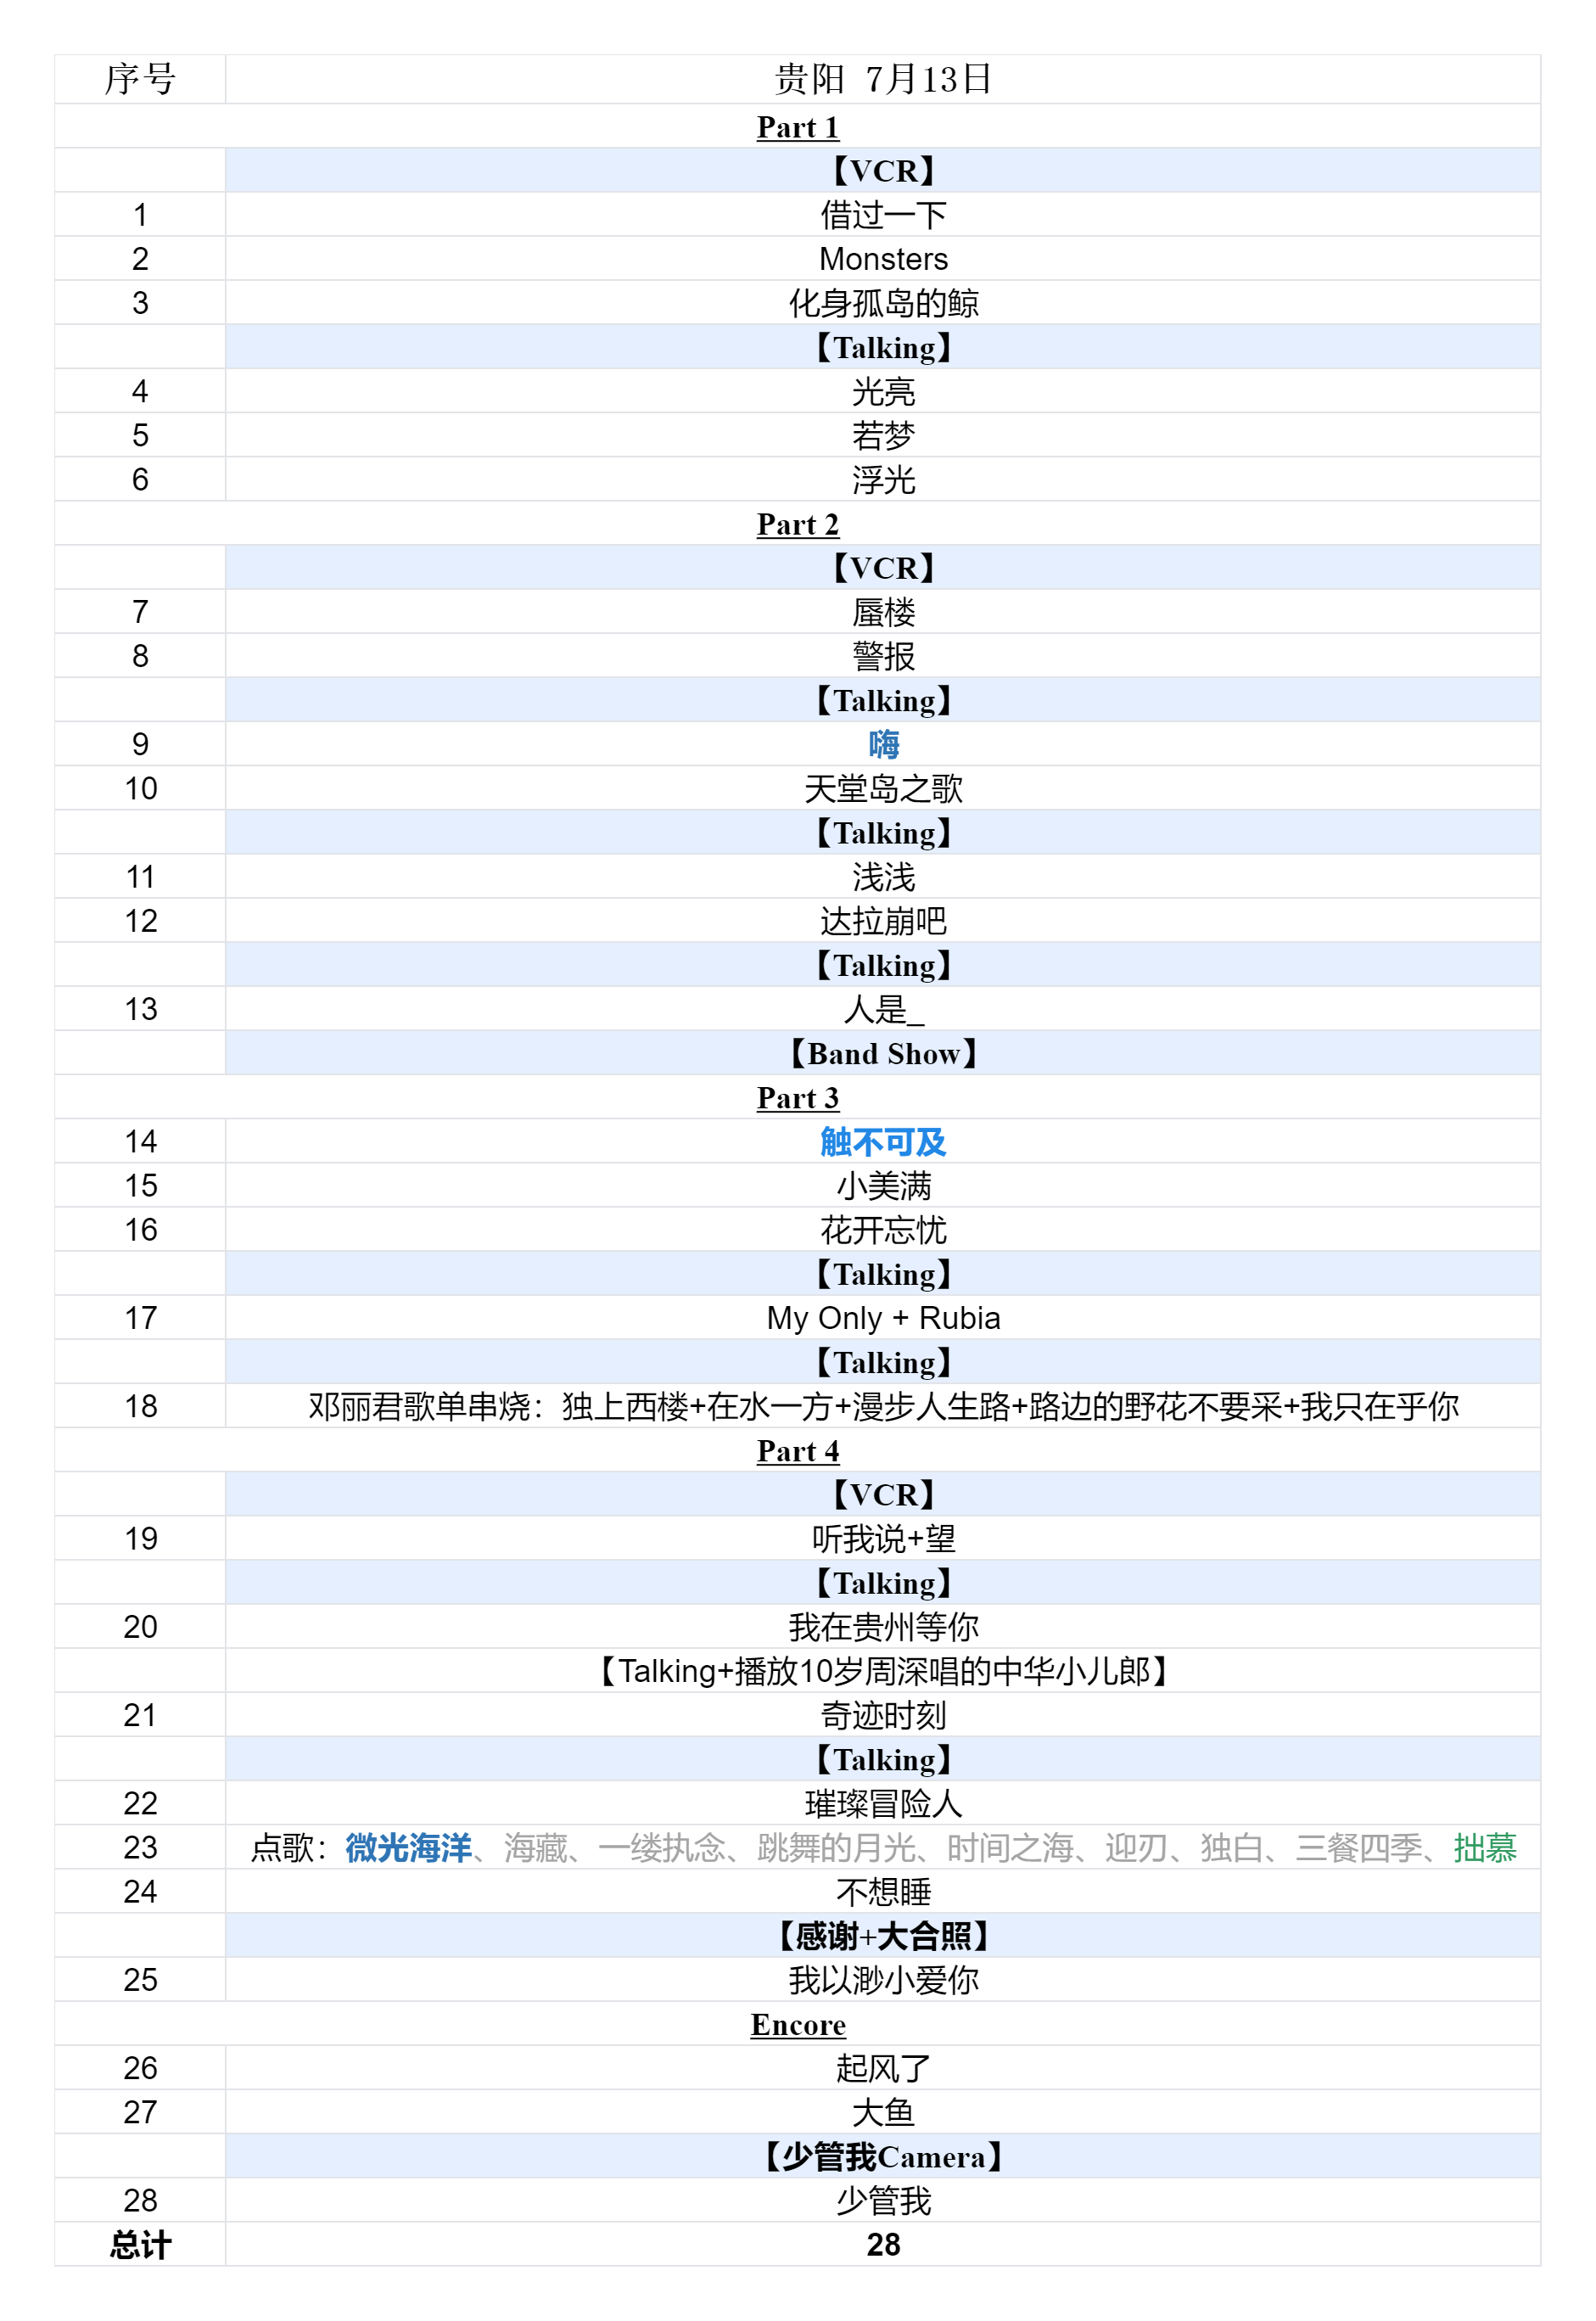 序号 贵阳 7月13日
Part 1
【VCR】
1 借过一下
2 Monsters
3 化身孤岛的鲸
【Talking】
4 光亮
5 若梦
6 浮光
Part 2
【VCR】
7 蜃楼
8 警报
【Talking】
9 嗨
10 天堂岛之歌
【Talking】
11 浅浅
12 达拉崩吧
【Talking】
13 人是_
【Band Show】
Part 3
14 触不可及
15 小美满
16 花开忘忧
【Talking】
17 My Only + Rubia
【Talking】
18 邓丽君歌单串烧：独上西楼+在水一方+漫步人生路+路边的野花不要采+我只在乎你
Part 4
【VCR】
19 听我说+望
【Talking】
20 我在贵州等你
【Talking+播放10岁周深唱的中华小儿郎】
21 奇迹时刻
【Talking】
22 璀璨冒险人
23 点歌：微光海洋、海藏、一缕执念、跳舞的月光、时间之海、迎刃、独白、三餐四季、拙慕
24 不想睡
【感谢+大合照】
25 我以渺小爱你
Encore
26 起风了
27 大鱼
【少管我Camera】
28 少管我
总计 28